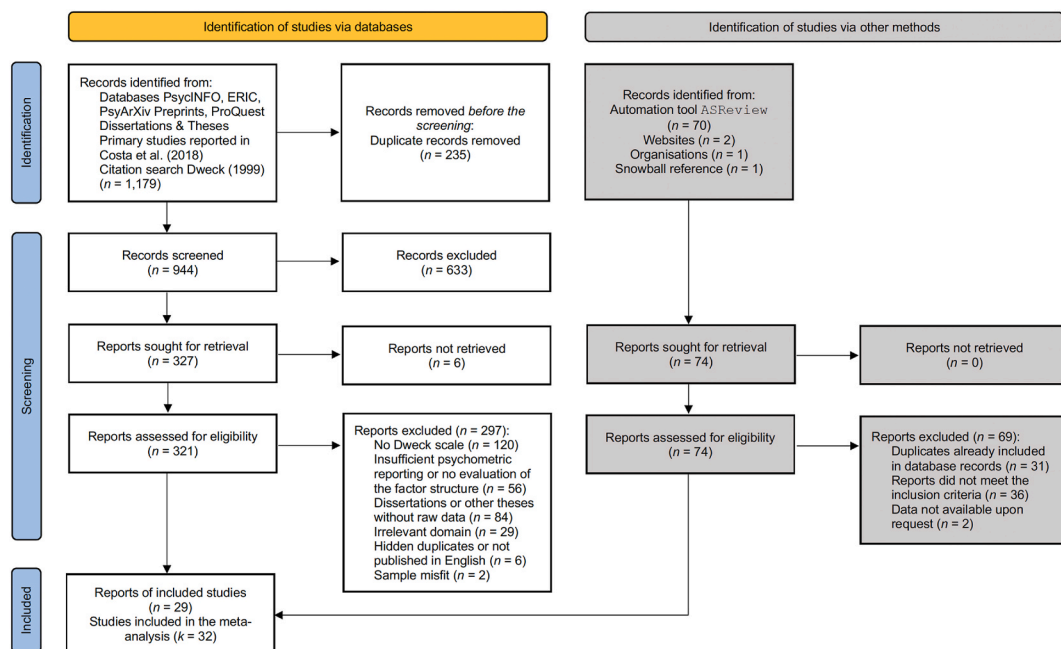 Identification of studies via databases
Identification of studies via other methods
Identification
Records identified from:
Databases PsycINFO, ERIC,
PsyArXiv Preprints, ProQuest
Dissertations & Theses
Primary studies reported in
Costa et al. (2018)
Citation search Dweck (1999)
(n = 1,179)
Records removed before the
screening:
Duplicate records removed
(n = 235)
Records identified from:
Automation tool ASReview
(n = 70)
Websites (n = 2)
Organisations (n = 1)
Snowball reference (n = 1)
Screening
Records screened
(n = 944)
Records excluded
(n = 633)
Reports sought for retrieval
(n = 327)
Reports not retrieved
(n = 6)
Reports sought for retrieval
(n = 74)
Reports not retrieved
(n = 0)
Reports assessed for eligibility
(n = 321)
Reports excluded (n = 297):
No Dweck scale (n = 120)
Insufficient psychometric
reporting or no evaluation of
the factor structure (n = 56)
Dissertations or other theses
without raw data (n = 84)
Irrelevant domain (n = 29)
Hidden duplicates or not
published in English (n = 6)
Sample misfit (n = 2)
Reports assessed for eligibility
(n = 74)
Reports excluded (n = 69):
Duplicates already included
in database records (n = 31)
Reports did not meet the
inclusion criteria (n = 36)
Data not available upon
request (n = 2)
Included
Reports of included studies
(n = 29)
Studies included in the meta-
analysis (k = 32)